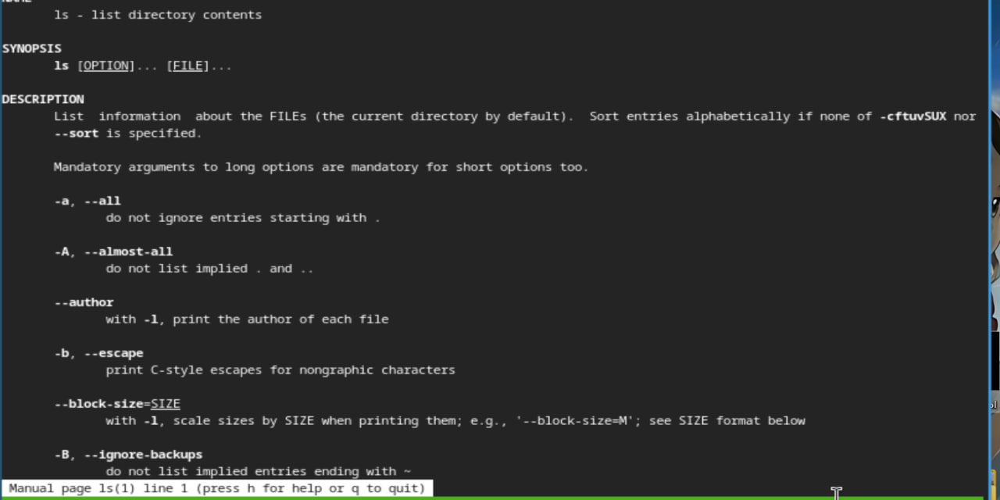 NAME
ls - list directory contents
SYNOPSIS
ls [OPTION]... [FILE]...
DESCRIPTION
List  information  about the FILEs (the current directory by default).  Sort entries alphabetically if none of -cftuvSUX nor
--sort is specified.
Mandatory arguments to long options are mandatory for short options too.
-a, --all
do not ignore entries starting with .
-A, --almost-all
do not list implied . and ..
--author
with -l, print the author of each file
-b, --escape
print C-style escapes for nongraphic characters
--block-size=SIZE
with -l, scale sizes by SIZE when printing them; e.g., '--block-size=M'; see SIZE format below
-B, --ignore-backups
do not list implied entries ending with ~
Manual page ls(1) line 1 (press h for help or q to quit)